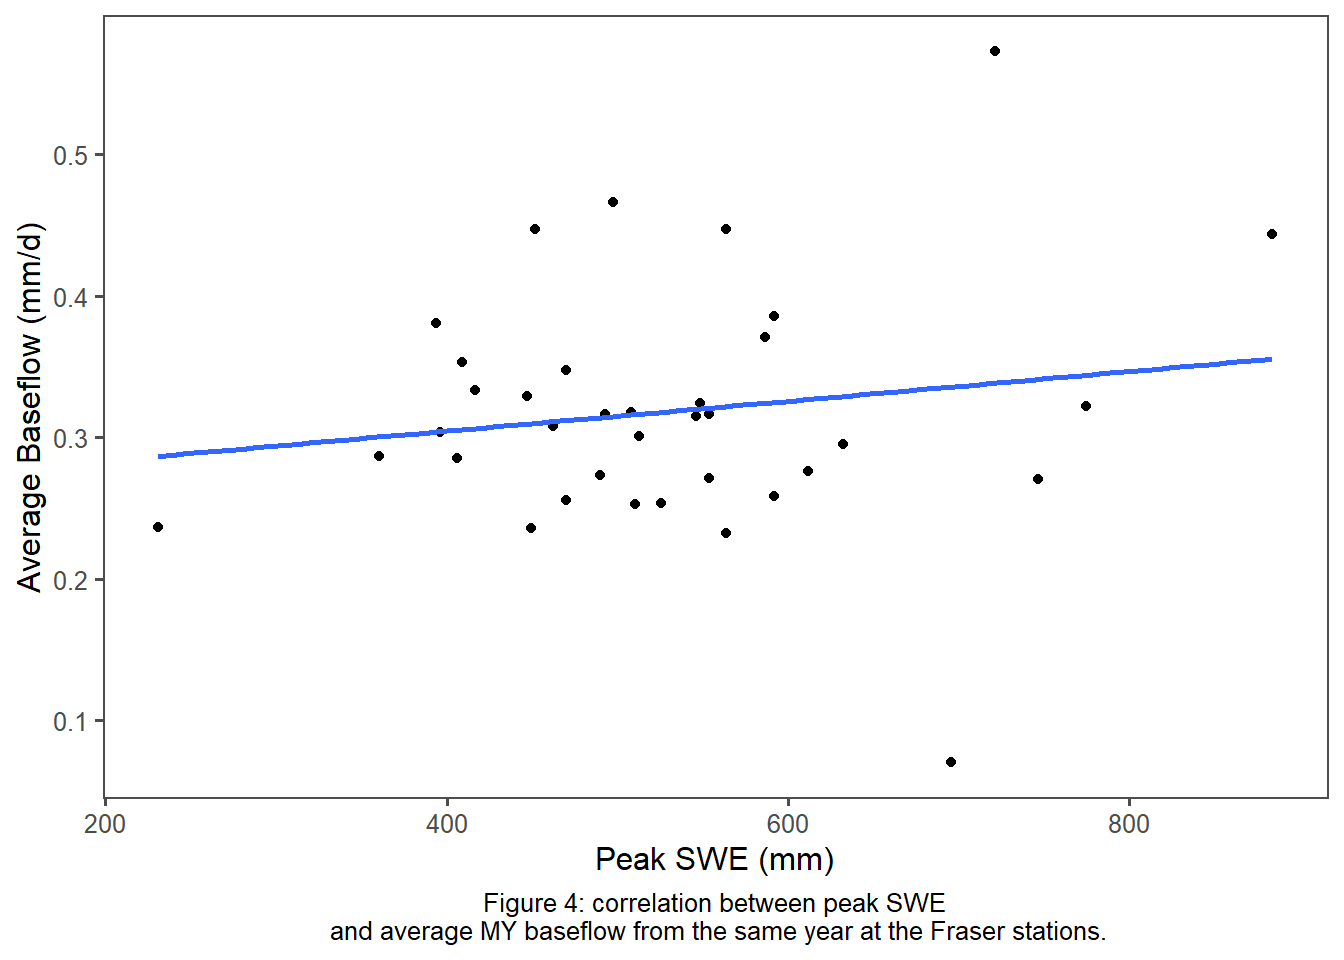 Average Baseflow (mm/d)
0.5
0.4
0.3
0.2
0.1
200 400 600 800
Peak SWE (mm)
Figure 4: correlation between peak SWE
and average MY baseflow from the same year at the Fraser stations.